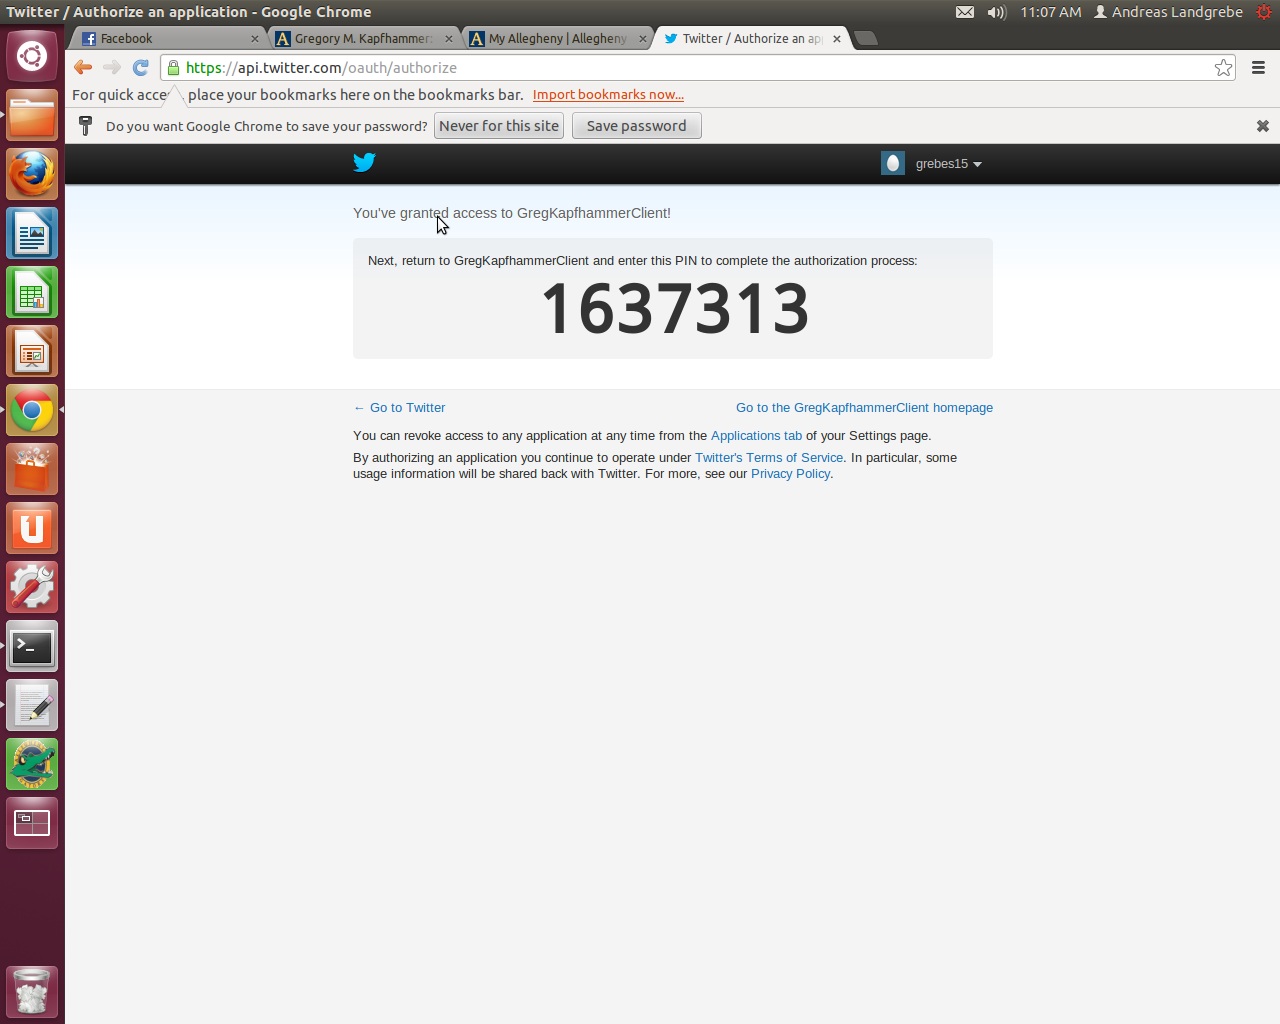 Twitter / Authorize an application - Google Chrome
11:07 AM
Andreas Landgrebe
Facebook
Gregory M. Kapfhammer:
My Allegheny | Allegheny
Twitter / Authorize an ap
https://api.twitter.com/oauth/authorize
For quick acce place your bookmarks here on the bookmarks bar. Import bookmarks now...
Do you want Google Chrome to save your password? Never for this site Save password
grebes15
You've granted access to GregKapfhammerClient!
Next, return to GregKapfhammerClient and enter this PIN to complete the authorization process:
1637313
← Go to Twitter
Go to the GregKapfhammerClient homepage
You can revoke access to any application at any time from the Applications tab of your Settings page.
By authorizing an application you continue to operate under Twitter's Terms of Service. In particular, some
usage information will be shared back with Twitter. For more, see our Privacy Policy.